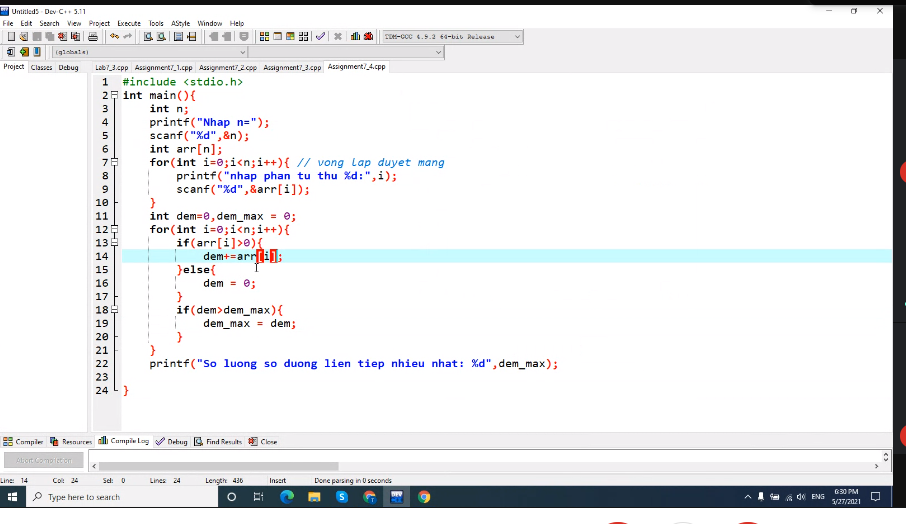 Untitled5 - Dev-C++ 5.11
File Edit Search View Project Execute Tools AStyle Window Help
TDM-GCC 4.9.2 64-bit Release
(globals)
Project Classes Debug Lab7_3.cpp Assignment7_1.cpp Assignment7_2.cpp Assignment7_3.cpp Assignment7_4.cpp
1 #include <stdio.h>
2 int main(){
3 int n;
4 printf("Nhap n=");
5 scanf("%d",&n);
6 int arr[n];
7 for(int i=0;i<n;i++){ // vong lap duyet mang
8 printf("nhap phan tu thu %d:",i);
9 scanf("%d",&arr[i]);
10 }
11 int dem=0,dem_max = 0;
12 for(int i=0;i<n;i++){
13 if(arr[i]>0){
14 dem+=arr[i];
15 }else{
16 dem = 0;
17 }
18 if(dem>dem_max){
19 dem_max = dem;
20 }
21 }
22 printf("So luong so duong lien tiep nhieu nhat: %d",dem_max);
23
24 }
Compiler Resources Compile Log Debug Find Results Close
Abort Compilation
Line: 14 Col: 24 Sel: 0 Lines: 24 Length: 436 Insert Done parsing in 0 seconds
Type here to search
ENG
6:30 PM
5/27/2021